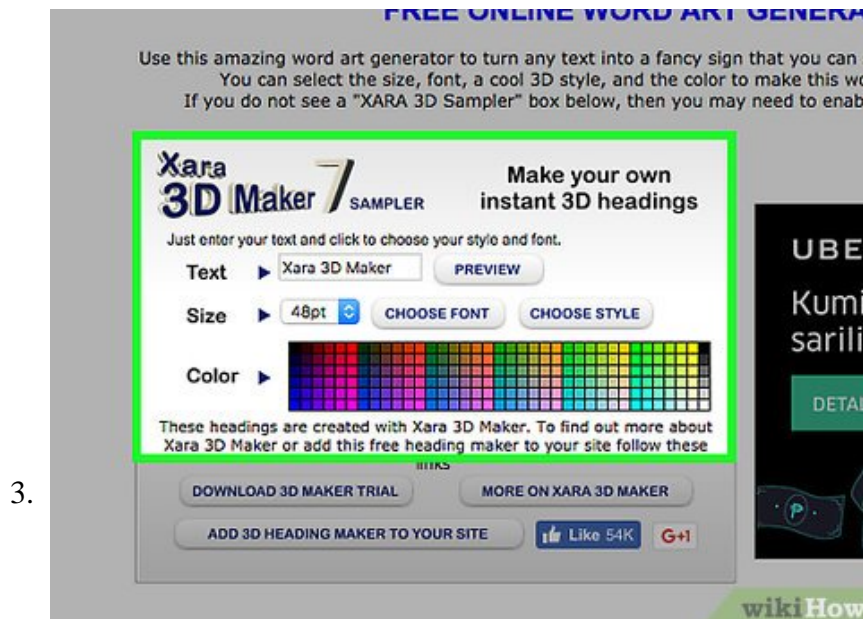 FREE ONLINE WORD ART GENERA
Use this amazing word art generator to turn any text into a fancy sign that you can
You can select the size, font, a cool 3D style, and the color to make this wo
If you do not see a "XARA 3D Sampler" box below, then you may need to enab
Xara
3D Maker 7 SAMPLER
Make your own
instant 3D headings
Just enter your text and click to choose your style and font.
Text Xara 3D Maker PREVIEW
Size 48pt CHOOSE FONT CHOOSE STYLE
Color
These headings are created with Xara 3D Maker. To find out more about
Xara 3D Maker or add this free heading maker to your site follow these
links
DOWNLOAD 3D MAKER TRIAL MORE ON XARA 3D MAKER
ADD 3D HEADING MAKER TO YOUR SITE Like 54K G+1
UBE
Kumi
sarili
DETAI
P
3.
wikiHow